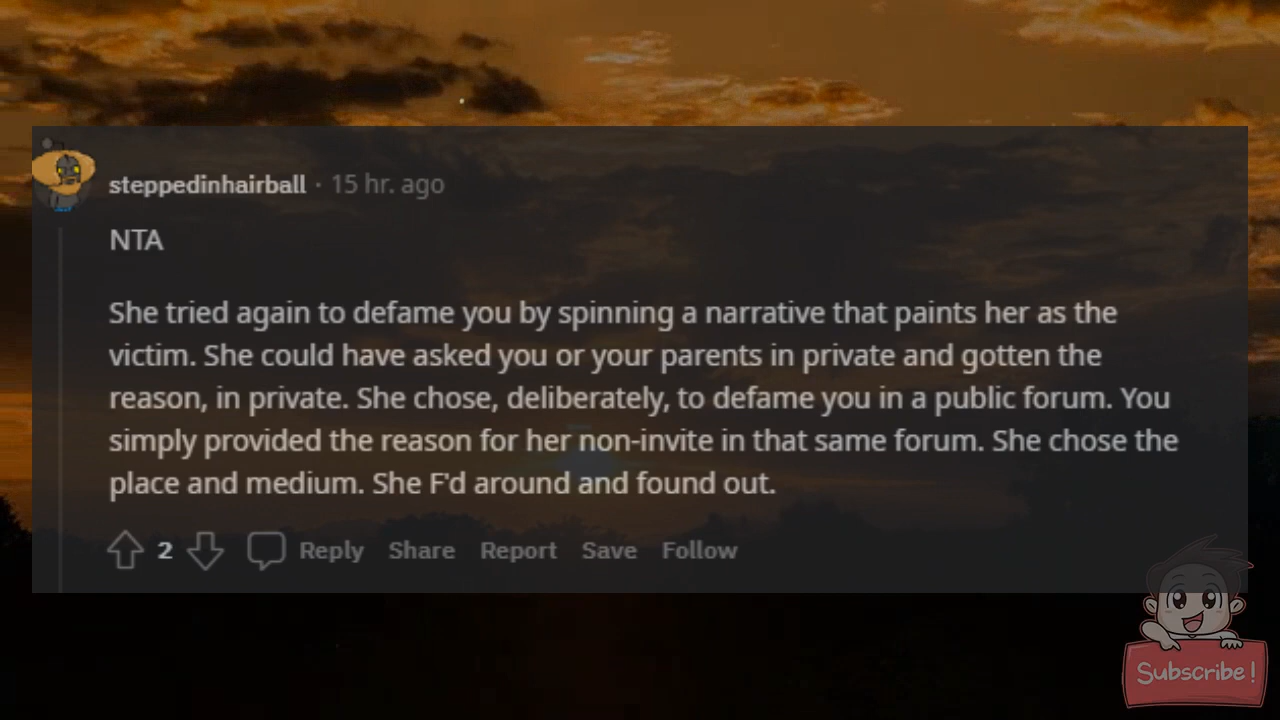 steppedinhairball · 15 hr. ago
NTA
She tried again to defame you by spinning a narrative that paints her as the
victim. She could have asked you or your parents in private and gotten the
reason, in private. She chose, deliberately, to defame you in a public forum. You
simply provided the reason for her non-invite in that same forum. She chose the
place and medium. She F'd around and found out.
2 Reply Share Report Save Follow
Subscribe!